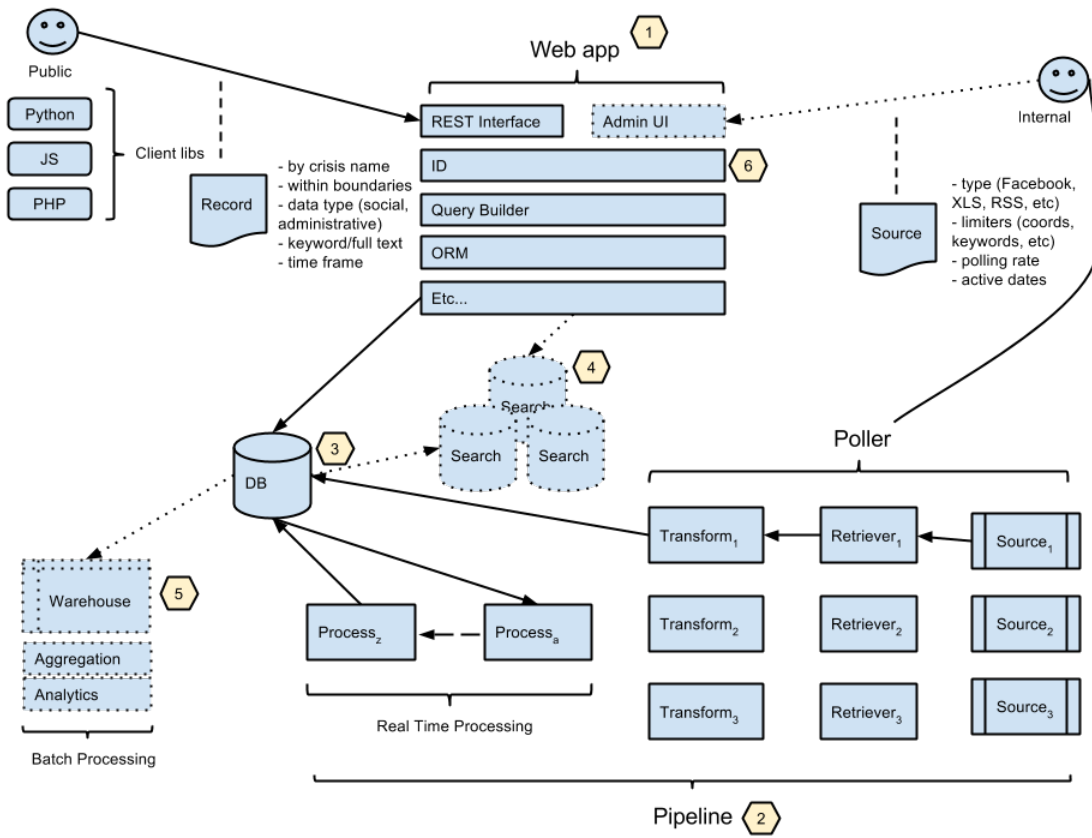 1
Web app
Public
Internal
Python
JS
PHP
Client libs
Record
- by crisis name
- within boundaries
- data type (social,
administrative)
- keyword/full text
- time frame
REST Interface
Admin UI
ID
6
Query Builder
ORM
Etc...
Source
- type (Facebook,
XLS, RSS, etc)
- limiters (coords,
keywords, etc)
- polling rate
- active dates
4
Search
Search
Search
3
DB
Poller
Transform1
Retriever1
Source1
Transform2
Retriever2
Source2
Transform3
Retriever3
Source3
Warehouse
5
Aggregation
Analytics
Batch Processing
Processz
Processa
Real Time Processing
Pipeline
2